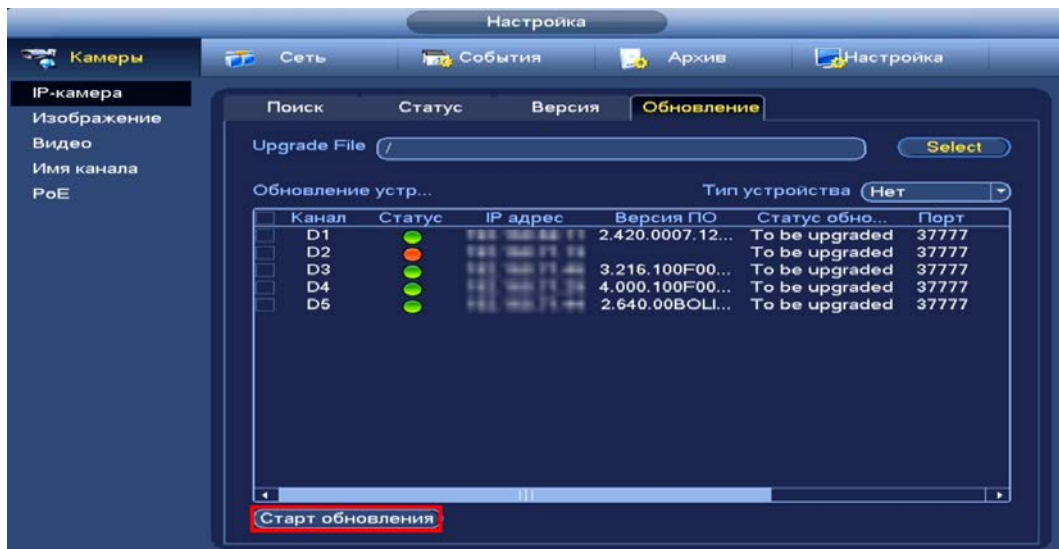 Настройка
Камеры Сеть События Архив Настройка
IP-камера
Изображение
Видео
Имя канала
PoE
Поиск Статус Версия Обновление
Upgrade File / Select
Обновление устр... Тип устройства Нет
Канал Статус IP адрес Версия ПО Статус обно... Порт
D1 2.420.0007.12... To be upgraded 37777
D2 To be upgraded 37777
D3 3.216.100F00... To be upgraded 37777
D4 4.000.100F00... To be upgraded 37777
D5 2.640.00BOLI... To be upgraded 37777
Старт обновления